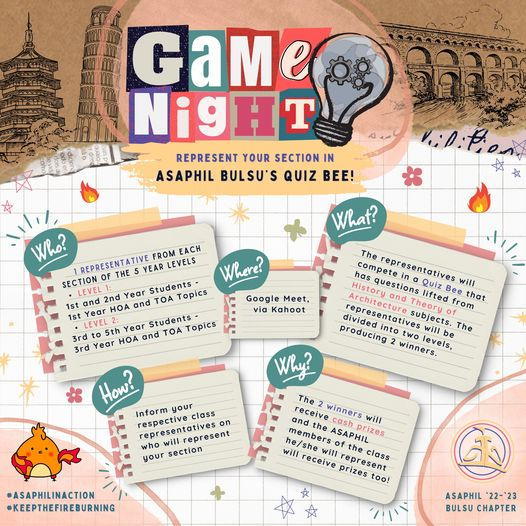 Game
Night
REPRESENT YOUR SECTION IN
ASAPHIL BULSU'S QUIZ BEE!
Who?
1 REPRESENTATIVE FROM EACH
SECTION OF THE 5 YEAR LEVELS
• LEVEL 1:
1st and 2nd Year Students -
1st Year HOA and TOA Topics
• LEVEL 2:
3rd to 5th Year Students -
3rd Year HOA and TOA Topics
Where?
Google Meet,
via Kahoot
What?
The representatives will
compete in a Quiz Bee that
has questions lifted from
History and Theory of
Architecture subjects. The
representatives will be
divided into two levels,
producing 2 winners.
How?
Inform your
respective class
representatives on
who will represent
your section
Why?
The 2 winners will
receive cash prizes
and the ASAPHIL
members of the class
he/she will represent
will receive prizes too!
#ASAPHILINACTION
#KEEPTHEFIREBURNING
ASAPHIL '22-'23
BULSU CHAPTER